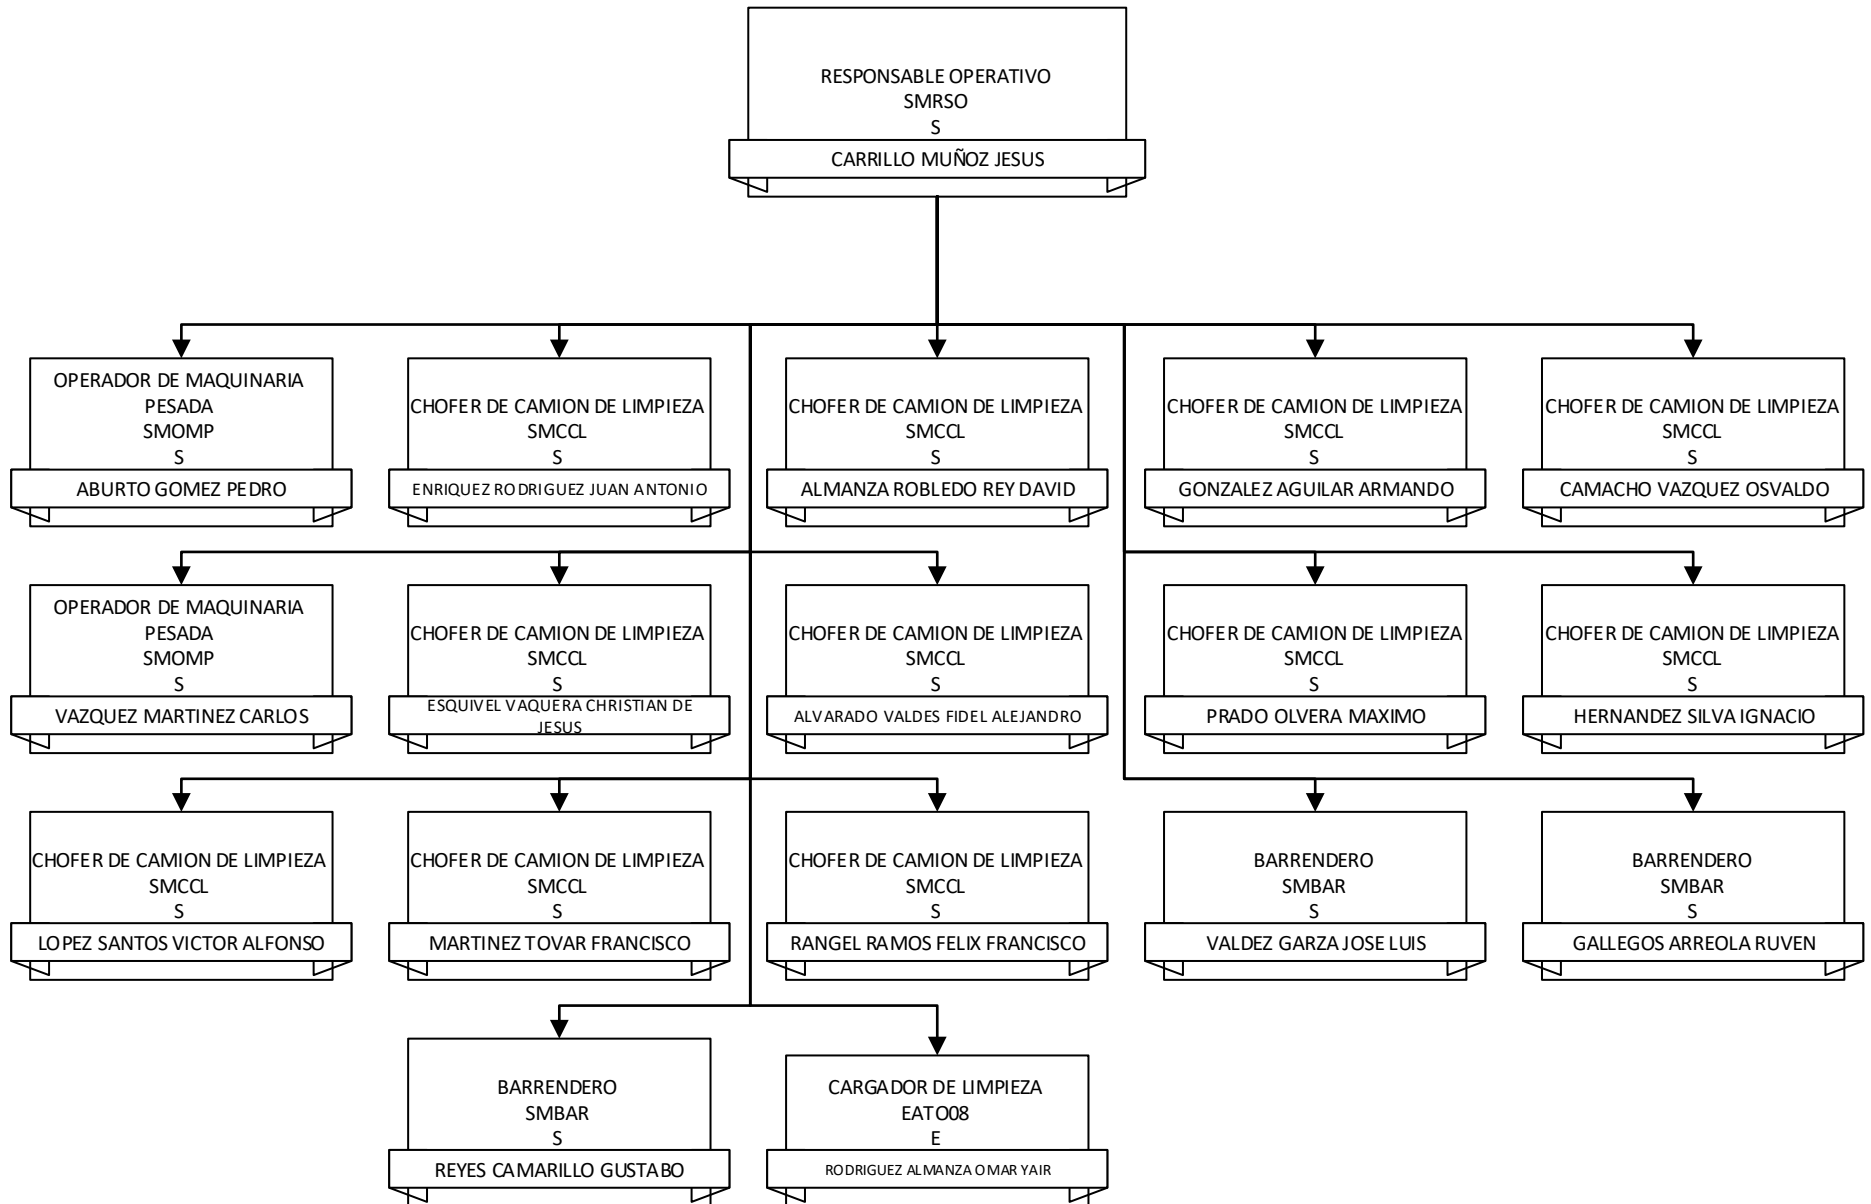 RESPONSABLE OPERATIVO
SMRSO
S
CARRILLO MUÑOZ JESUS
OPERADOR DE MAQUINARIA
PESADA
SMOMP
S
ABURTO GOMEZ PEDRO
CHOFER DE CAMION DE LIMPIEZA
SMCCL
S
ENRIQUEZ RODRIGUEZ JUAN ANTONIO
CHOFER DE CAMION DE LIMPIEZA
SMCCL
S
ALMANZA ROBLEDO REY DAVID
CHOFER DE CAMION DE LIMPIEZA
SMCCL
S
GONZALEZ AGUILAR ARMANDO
CHOFER DE CAMION DE LIMPIEZA
SMCCL
S
CAMACHO VAZQUEZ OSVALDO
OPERADOR DE MAQUINARIA
PESADA
SMOMP
S
VAZQUEZ MARTINEZ CARLOS
CHOFER DE CAMION DE LIMPIEZA
SMCCL
S
ESQUIVEL VAQUERA CHRISTIAN DE
JESUS
CHOFER DE CAMION DE LIMPIEZA
SMCCL
S
ALVARADO VALDES FIDEL ALEJANDRO
CHOFER DE CAMION DE LIMPIEZA
SMCCL
S
PRADO OLVERA MAXIMO
CHOFER DE CAMION DE LIMPIEZA
SMCCL
S
HERNANDEZ SILVA IGNACIO
CHOFER DE CAMION DE LIMPIEZA
SMCCL
S
LOPEZ SANTOS VICTOR ALFONSO
CHOFER DE CAMION DE LIMPIEZA
SMCCL
S
MARTINEZ TOVAR FRANCISCO
CHOFER DE CAMION DE LIMPIEZA
SMCCL
S
RANGEL RAMOS FELIX FRANCISCO
BARRENDERO
SMBAR
S
VALDEZ GARZA JOSE LUIS
BARRENDERO
SMBAR
S
GALLEGOS ARREOLA RUVEN
BARRENDERO
SMBAR
S
REYES CAMARILLO GUSTABO
CARGADOR DE LIMPIEZA
EATO08
E
RODRIGUEZ ALMANZA OMAR YAIR